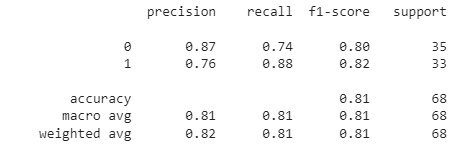 precision recall f1-score support
0 0.87 0.74 0.80 35
1 0.76 0.88 0.82 33
accuracy 0.81 68
macro avg 0.81 0.81 0.81 68
weighted avg 0.82 0.81 0.81 68